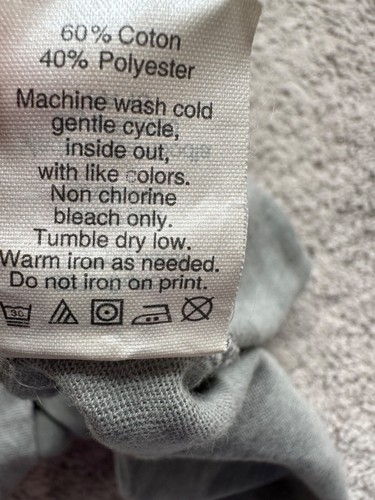 60% Coton
40% Polyester
Machine wash cold
gentle cycle,
inside out,
with like colors.
Non chlorine
bleach only.
Tumble dry low.
Warm iron as needed.
Do not iron on print.
30